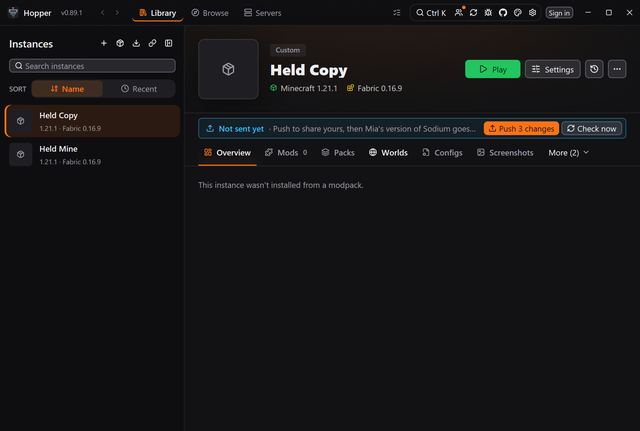 Hopper v0.89.1 Library Browse Servers Ctrl K Sign in
Instances
Search instances
SORT Name Recent
Held Copy
1.21.1 · Fabric 0.16.9
Held Mine
1.21.1 · Fabric 0.16.9
Custom
Held Copy
Minecraft 1.21.1 Fabric 0.16.9
Play Settings
Not sent yet · Push to share yours, then Mia's version of Sodium goes... Push 3 changes Check now
Overview Mods 0 Packs Worlds Configs Screenshots More (2)
This instance wasn't installed from a modpack.